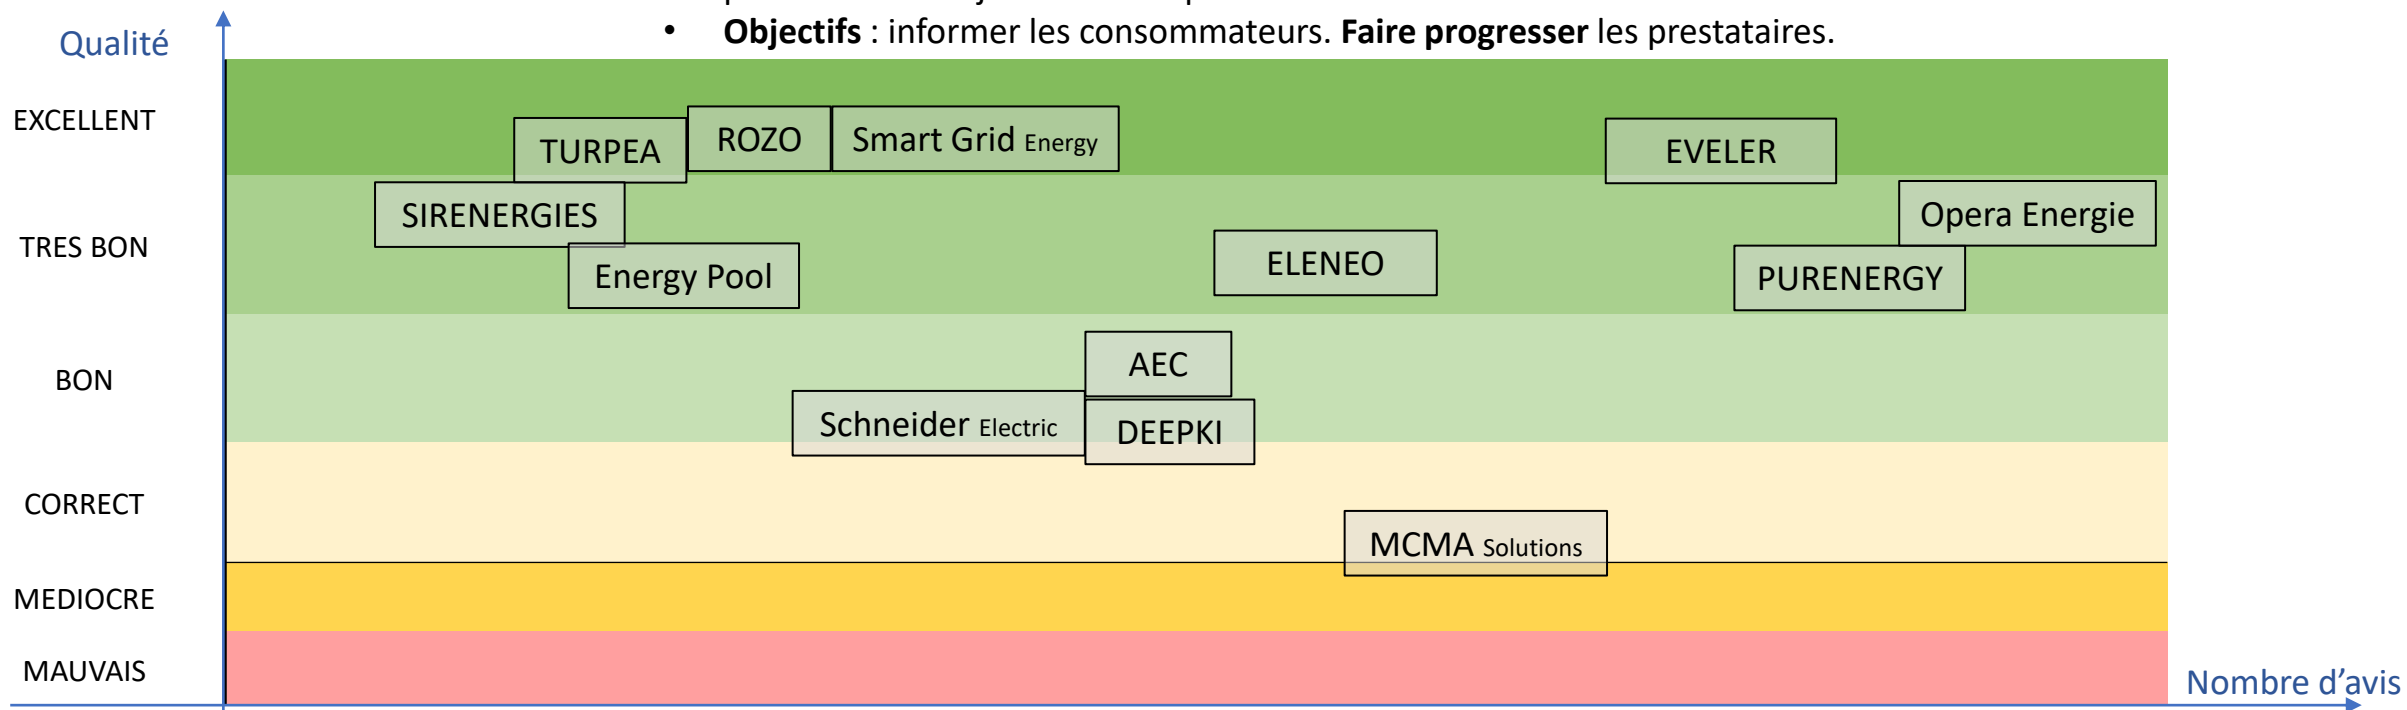 • Objectifs : informer les consommateurs. Faire progresser les prestataires.
Qualité
EXCELLENT
TURPEA
ROZO
Smart Grid Energy
EVELER
TRES BON
SIRENERGIES
Energy Pool
ELENEO
Opera Energie
PURENERGY
BON
AEC
Schneider Electric
DEEPKI
CORRECT
MCMA Solutions
MEDIOCRE
MAUVAIS
Nombre d’avis